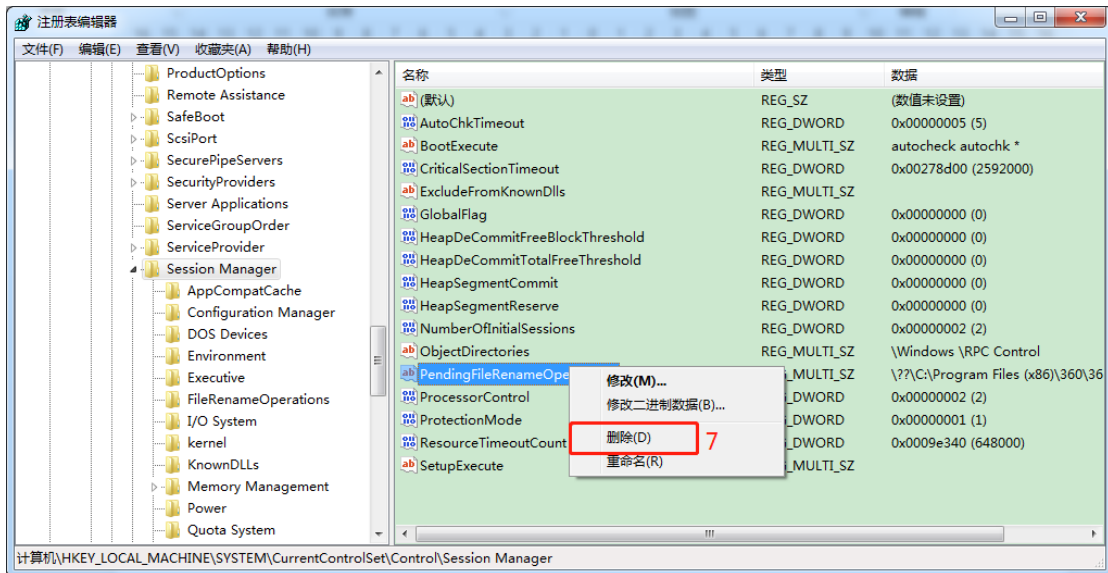 注册表编辑器
文件(F) 编辑(E) 查看(V) 收藏夹(A) 帮助(H)
ProductOptions
Remote Assistance
SafeBoot
ScsiPort
SecurePipeServers
SecurityProviders
Server Applications
ServiceGroupOrder
ServiceProvider
Session Manager
AppCompatCache
Configuration Manager
DOS Devices
Environment
Executive
FileRenameOperations
I/O System
kernel
KnownDLLs
Memory Management
Power
Quota System
名称 类型 数据
(默认) REG_SZ (数值未设置)
AutoChkTimeout REG_DWORD 0x00000005 (5)
BootExecute REG_MULTI_SZ autocheck autochk *
CriticalSectionTimeout REG_DWORD 0x00278d00 (2592000)
ExcludeFromKnownDlls REG_MULTI_SZ
GlobalFlag REG_DWORD 0x00000000 (0)
HeapDeCommitFreeBlockThreshold REG_DWORD 0x00000000 (0)
HeapDeCommitTotalFreeThreshold REG_DWORD 0x00000000 (0)
HeapSegmentCommit REG_DWORD 0x00000000 (0)
HeapSegmentReserve REG_DWORD 0x00000000 (0)
NumberOfInitialSessions REG_DWORD 0x00000002 (2)
ObjectDirectories REG_MULTI_SZ \Windows \RPC Control
PendingFileRenameOpe _MULTI_SZ \??\C:\Program Files (x86)\360\36
ProcessorControl _DWORD 0x00000002 (2)
ProtectionMode _DWORD 0x00000001 (1)
ResourceTimeoutCount _DWORD 0x0009e340 (648000)
SetupExecute _MULTI_SZ
修改(M)...
修改二进制数据(B)...
删除(D) 7
重命名(R)
计算机\HKEY_LOCAL_MACHINE\SYSTEM\CurrentControlSet\Control\Session Manager